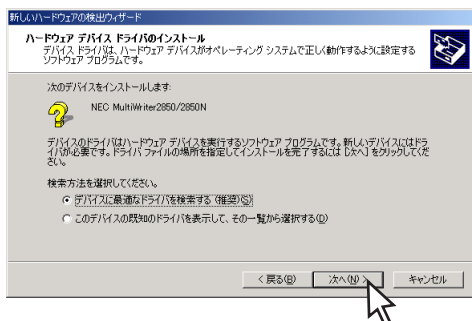 新しいハードウェアの検出ウィザード
ハードウェア デバイス ドライバのインストール
デバイス ドライバは、ハードウェア デバイスがオペレーティング システムで正しく動作するように設定する
ソフトウェア プログラムです。
次のデバイスをインストールします:
NEC MultiWriter2850/2850N
デバイスのドライバはハードウェア デバイスを実行するソフトウェア プログラムです。新しいデバイスにはドラ
イバが必要です。ドライバ ファイルの場所を指定してインストールを完了するには [次へ] をクリックしてくだ
さい。
検索方法を選択してください。
デバイスに最適なドライバを検索する (推奨)(S)
このデバイスの既知のドライバを表示して、その一覧から選択する(D)
< 戻る(B)
次へ(N) >
キャンセル